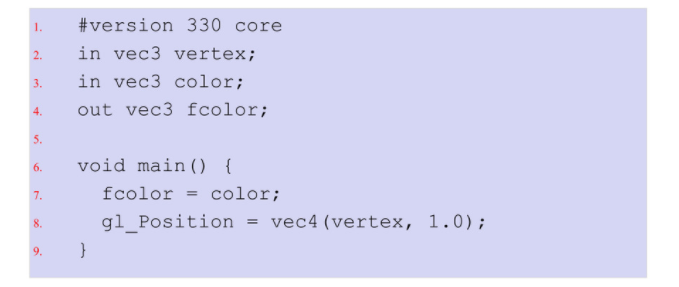 1. #version 330 core
2. in vec3 vertex;
3. in vec3 color;
4. out vec3 fcolor;
5.
6. void main() {
7.   fcolor = color;
8.   gl_Position = vec4(vertex, 1.0);
9. }